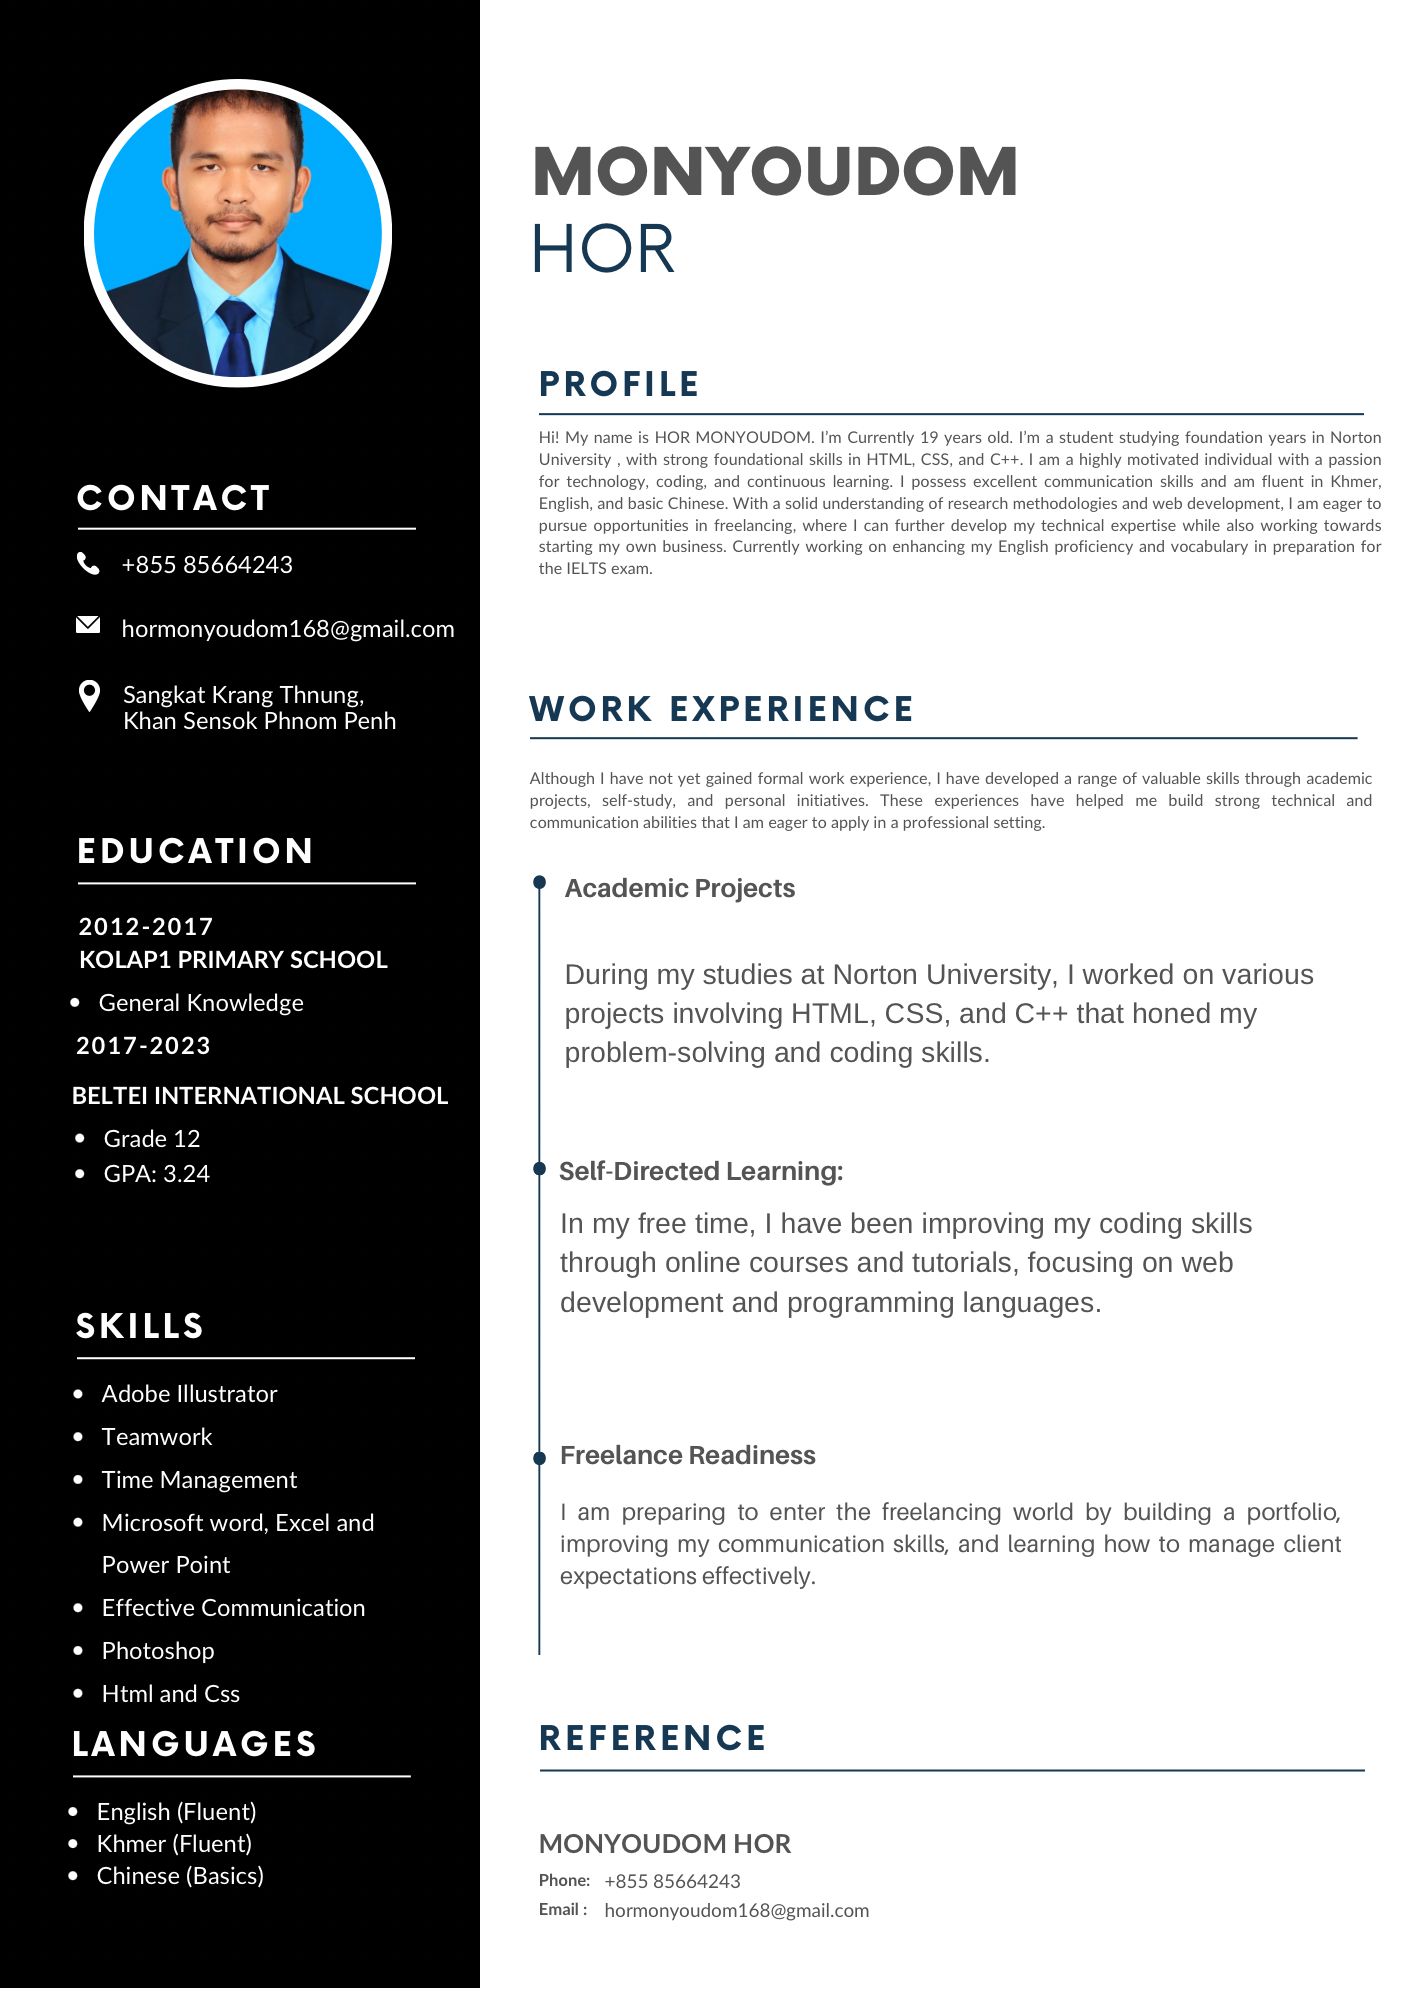 MONYOUDOM
HOR
CONTACT
+855 85664243
hormonyoudom168@gmail.com
Sangkat Krang Thnung,
Khan Sensok Phnom Penh
EDUCATION
2012-2017
KOLAP1 PRIMARY SCHOOL
• General Knowledge
2017-2023
BELTEI INTERNATIONAL SCHOOL
• Grade 12
• GPA: 3.24
SKILLS
• Adobe Illustrator
• Teamwork
• Time Management
• Microsoft word, Excel and
Power Point
• Effective Communication
• Photoshop
• Html and Css
LANGUAGES
• English (Fluent)
• Khmer (Fluent)
• Chinese (Basics)
PROFILE
Hi! My name is HOR MONYOUDOM. I’m Currently 19 years old. I’m a student studying foundation years in Norton
University , with strong foundational skills in HTML, CSS, and C++. I am a highly motivated individual with a passion
for technology, coding, and continuous learning. I possess excellent communication skills and am fluent in Khmer,
English, and basic Chinese. With a solid understanding of research methodologies and web development, I am eager to
pursue opportunities in freelancing, where I can further develop my technical expertise while also working towards
starting my own business. Currently working on enhancing my English proficiency and vocabulary in preparation for
the IELTS exam.
WORK EXPERIENCE
Although I have not yet gained formal work experience, I have developed a range of valuable skills through academic
projects, self-study, and personal initiatives. These experiences have helped me build strong technical and
communication abilities that I am eager to apply in a professional setting.
Academic Projects
During my studies at Norton University, I worked on various
projects involving HTML, CSS, and C++ that honed my
problem-solving and coding skills.
Self-Directed Learning:
In my free time, I have been improving my coding skills
through online courses and tutorials, focusing on web
development and programming languages.
Freelance Readiness
I am preparing to enter the freelancing world by building a portfolio,
improving my communication skills, and learning how to manage client
expectations effectively.
REFERENCE
MONYOUDOM HOR
Phone: +855 85664243
Email : hormonyoudom168@gmail.com